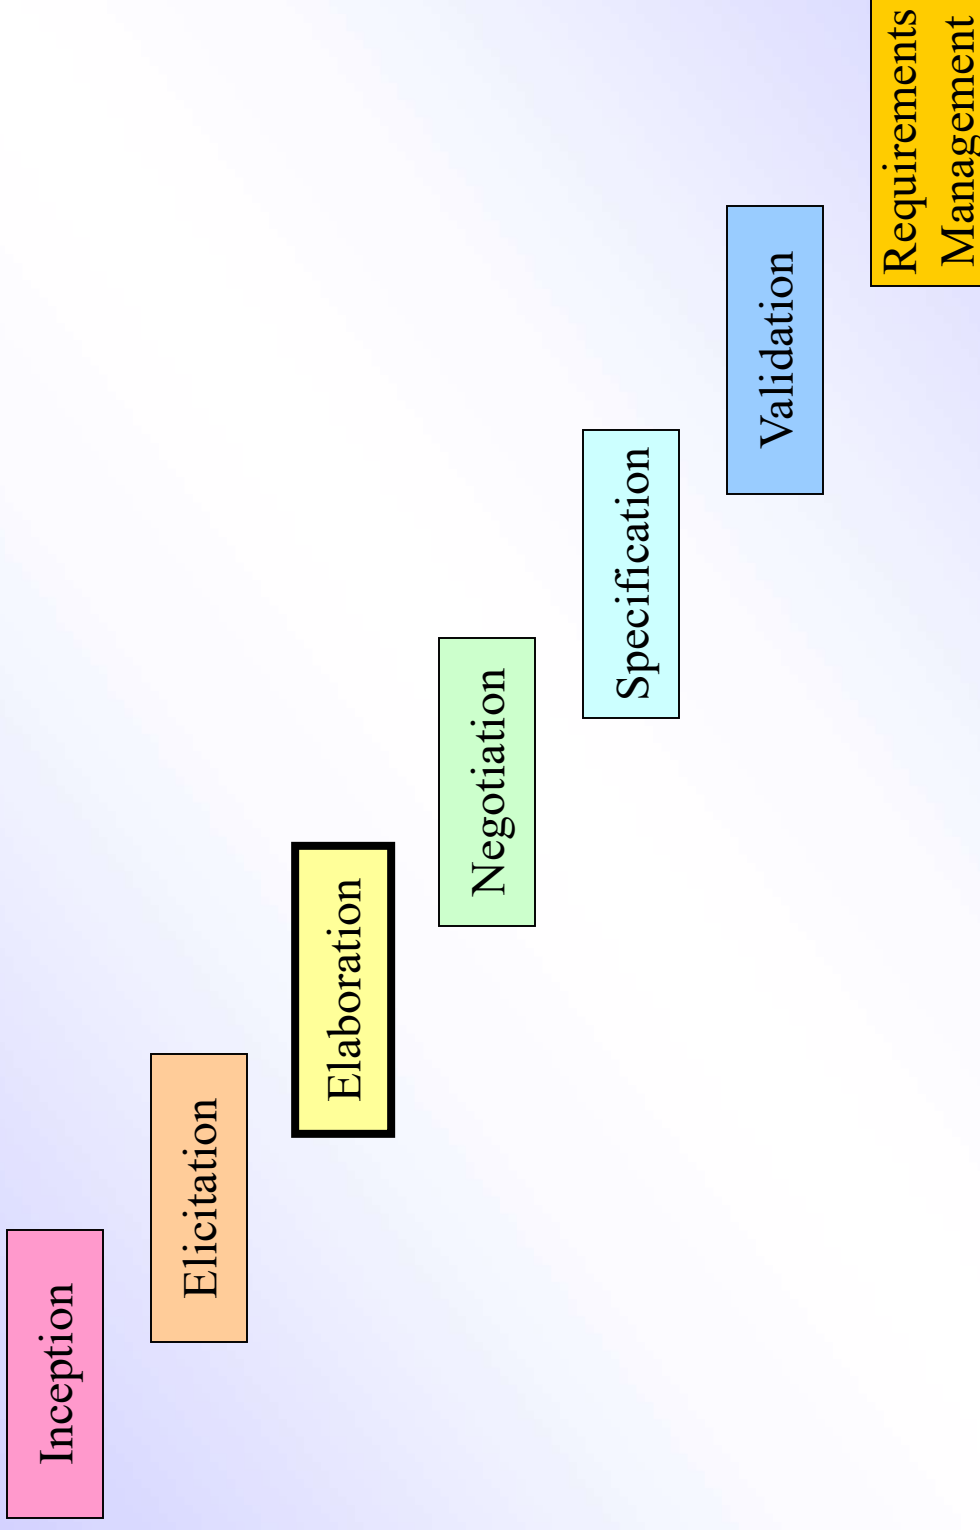 Inception
Elicitation
Elaboration
Negotiation
Specification
Validation
Requirements
Management